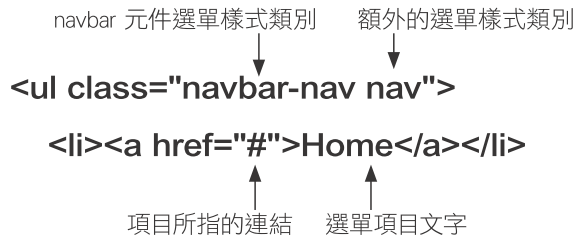 navbar 元件選單樣式類別 額外的選單樣式類別
<ul class="navbar-nav nav">
<li><a href="#">Home</a></li>
項目所指的連結 選單項目文字